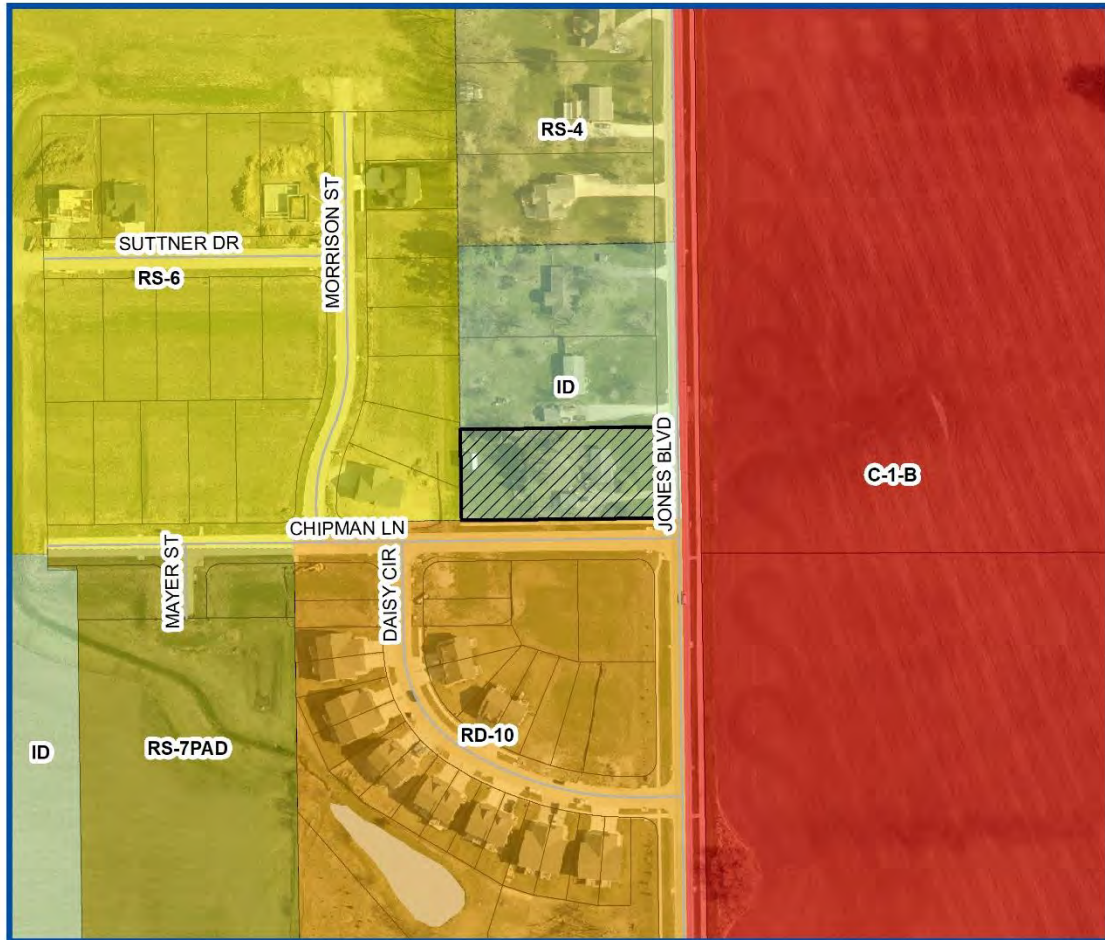 RS-4
SUTTNER DR
MORRISON ST
RS-6
ID
JONES BLVD
C-1-B
CHIPMAN LN
MAYER ST
DAISY CIR
RD-10
ID
RS-7PAD